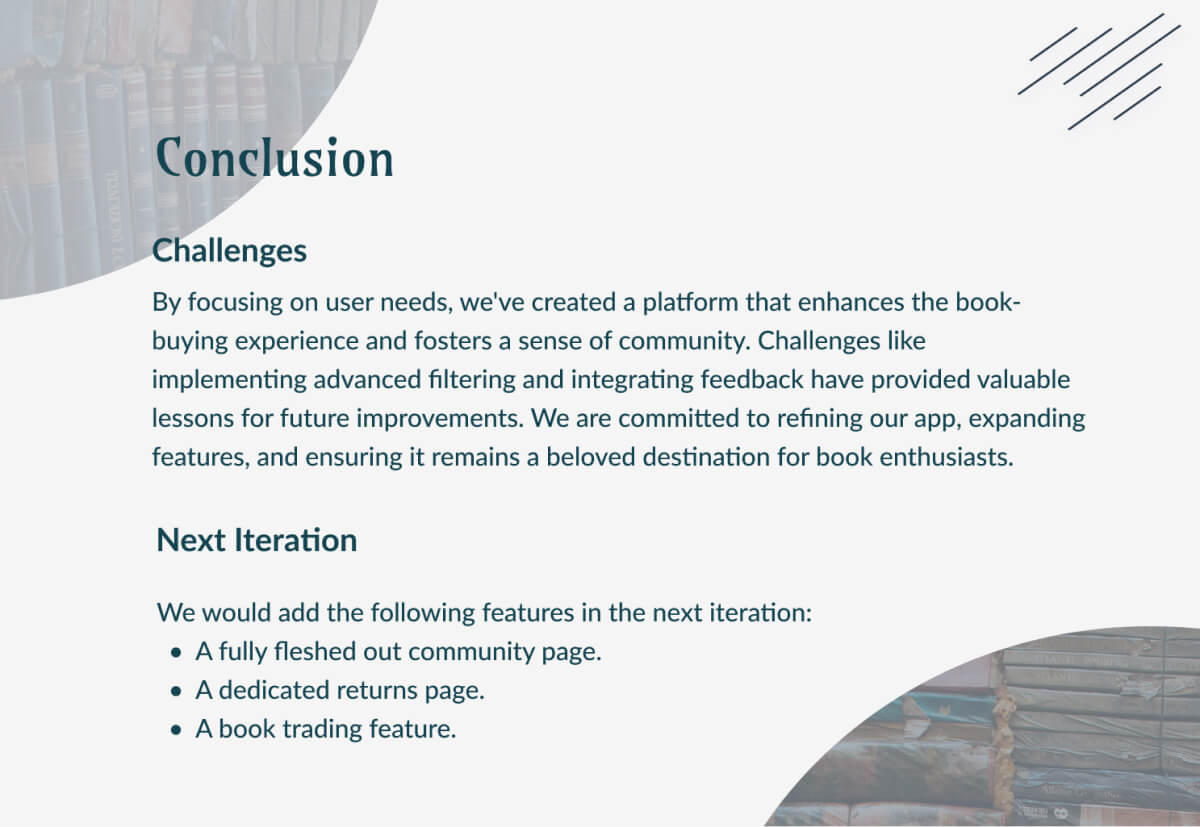 Conclusion
Challenges
By focusing on user needs, we've created a platform that enhances the book-
buying experience and fosters a sense of community. Challenges like
implementing advanced filtering and integrating feedback have provided valuable
lessons for future improvements. We are committed to refining our app, expanding
features, and ensuring it remains a beloved destination for book enthusiasts.
Next Iteration
We would add the following features in the next iteration:
• A fully fleshed out community page.
• A dedicated returns page.
• A book trading feature.